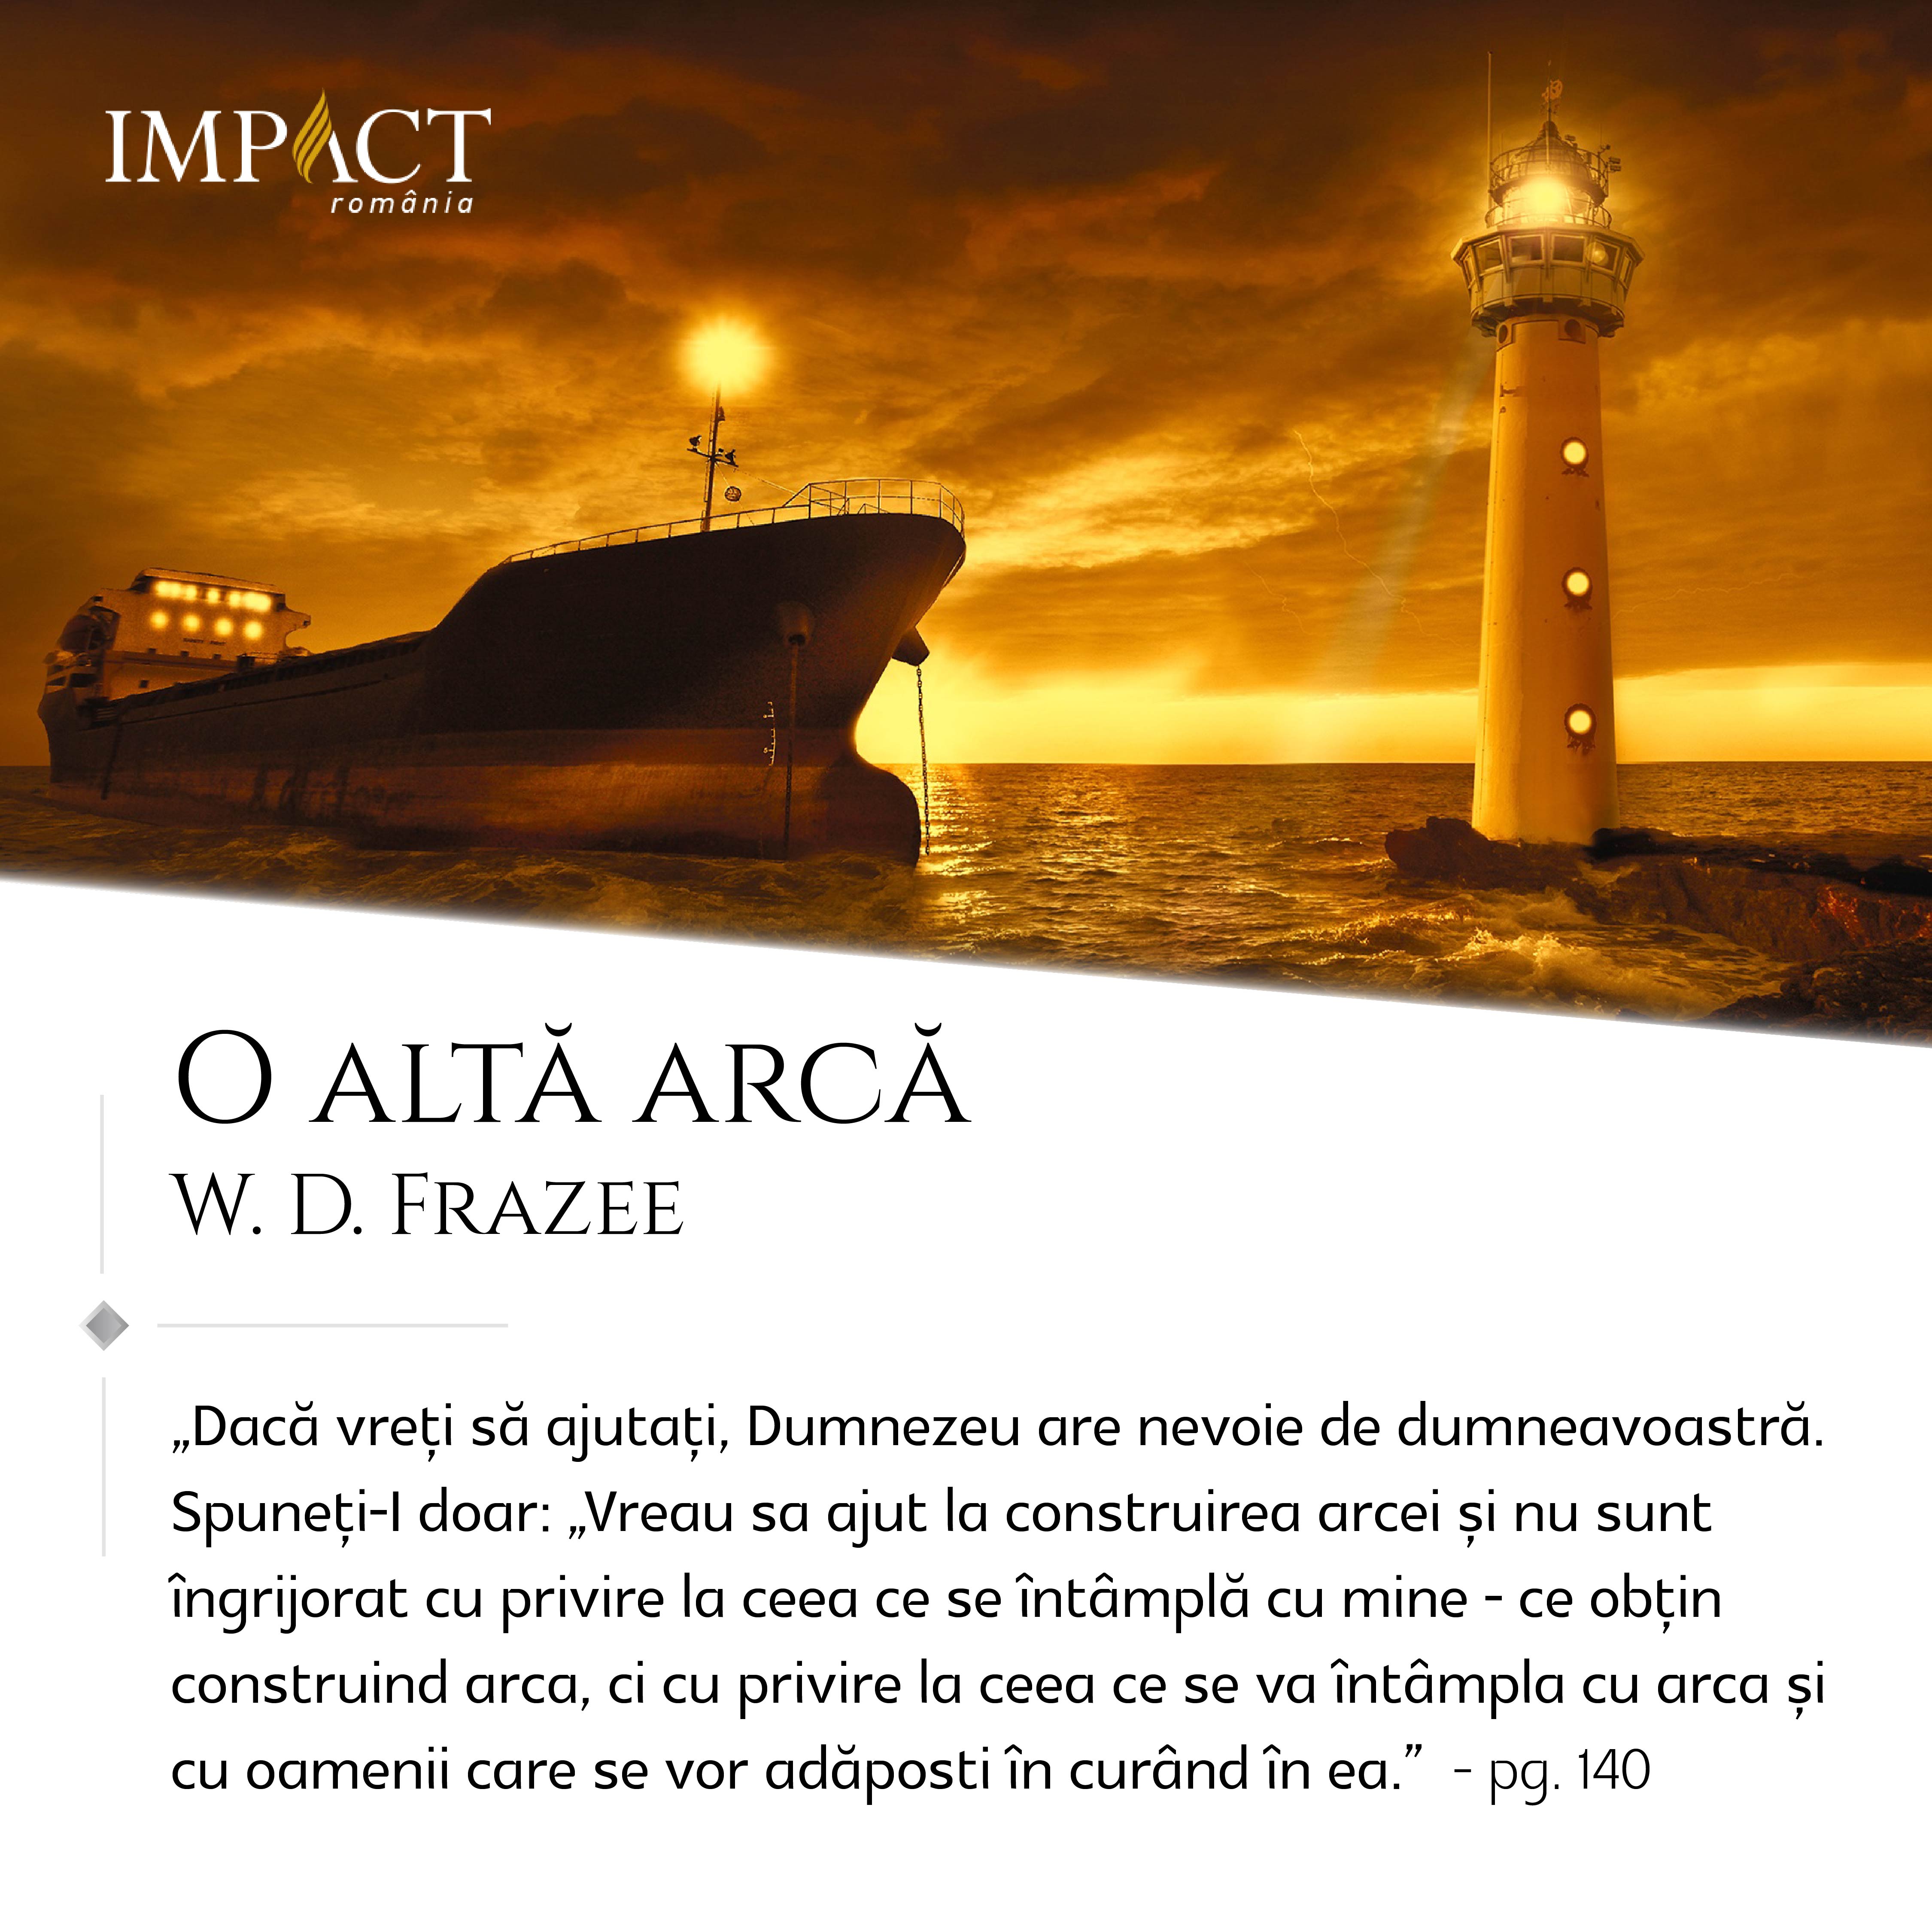 IMPACT
românia
O ALTĂ ARCĂ
W. D. FRAZEE
„Dacă vreți să ajutați, Dumnezeu are nevoie de dumneavoastră.
Spuneți-I doar: „Vreau sa ajut la construirea arcei și nu sunt
îngrijorat cu privire la ceea ce se întâmplă cu mine - ce obțin
construind arca, ci cu privire la ceea ce se va întâmpla cu arca și
cu oamenii care se vor adăposti în curând în ea.” - pg. 140